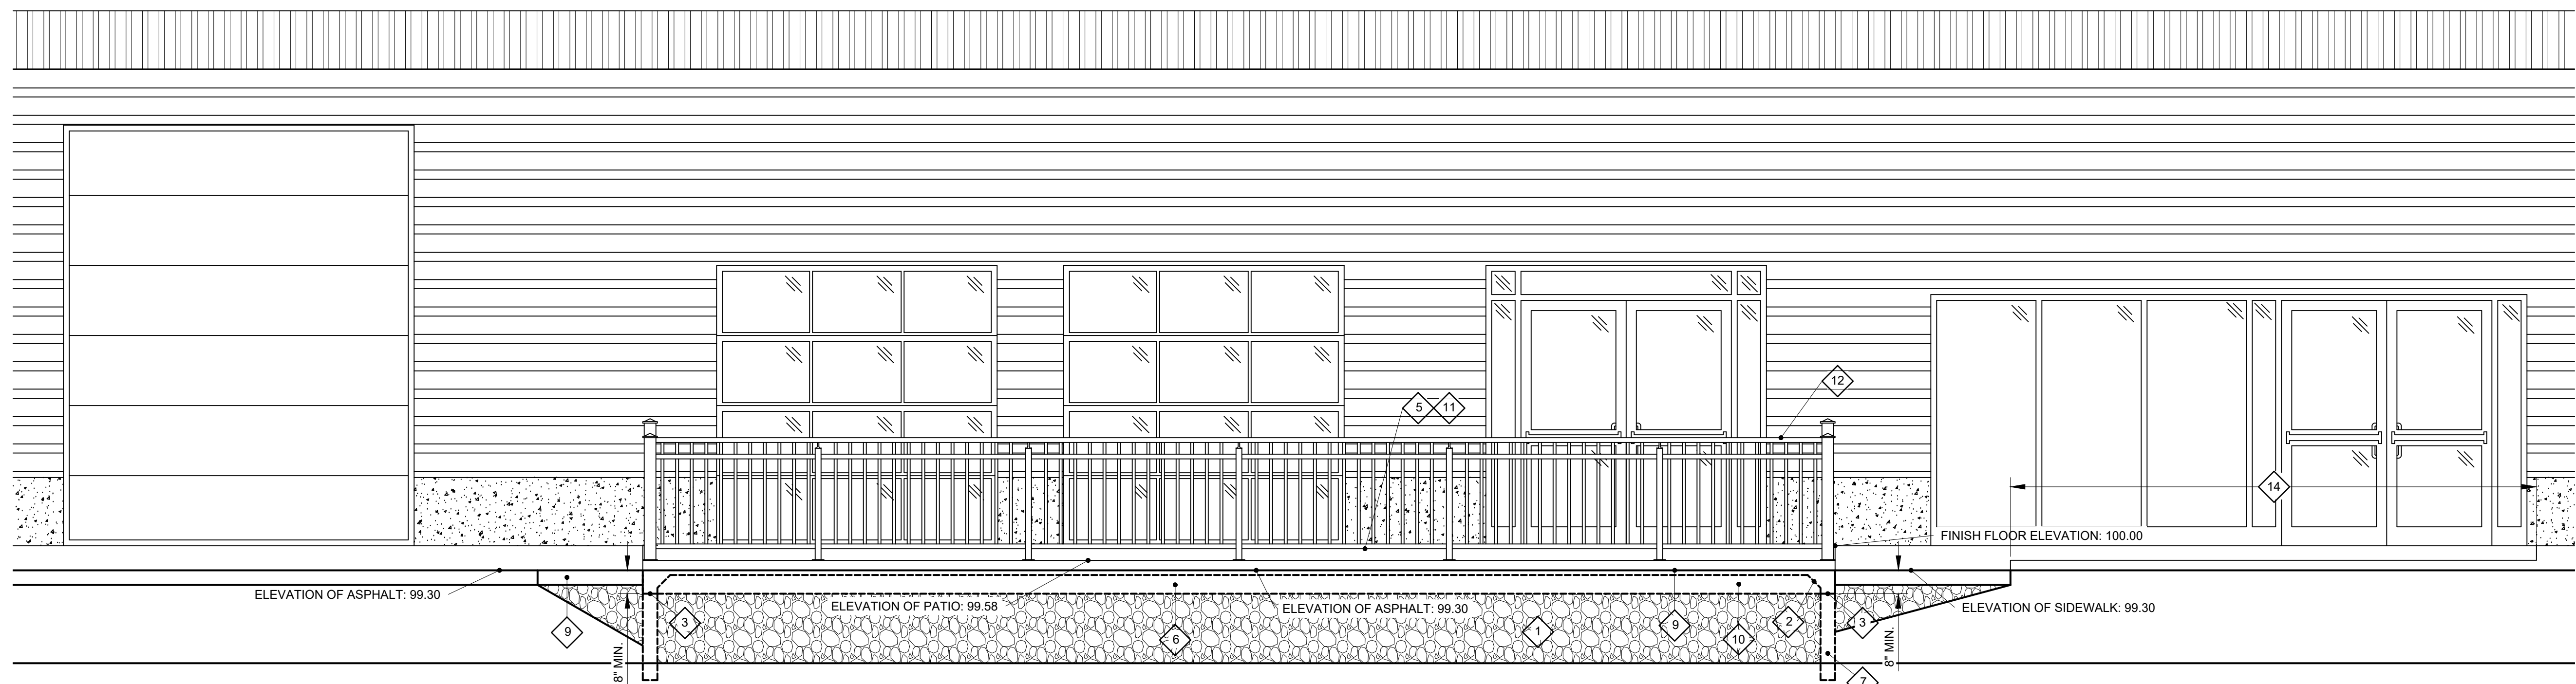 12
5
11
14
FINISH FLOOR ELEVATION: 100.00
ELEVATION OF ASPHALT: 99.30
ELEVATION OF PATIO: 99.58
ELEVATION OF ASPHALT: 99.30
ELEVATION OF SIDEWALK: 99.30
9
3
6
1
9
10
2
3
8" MIN.
8" MIN.
7